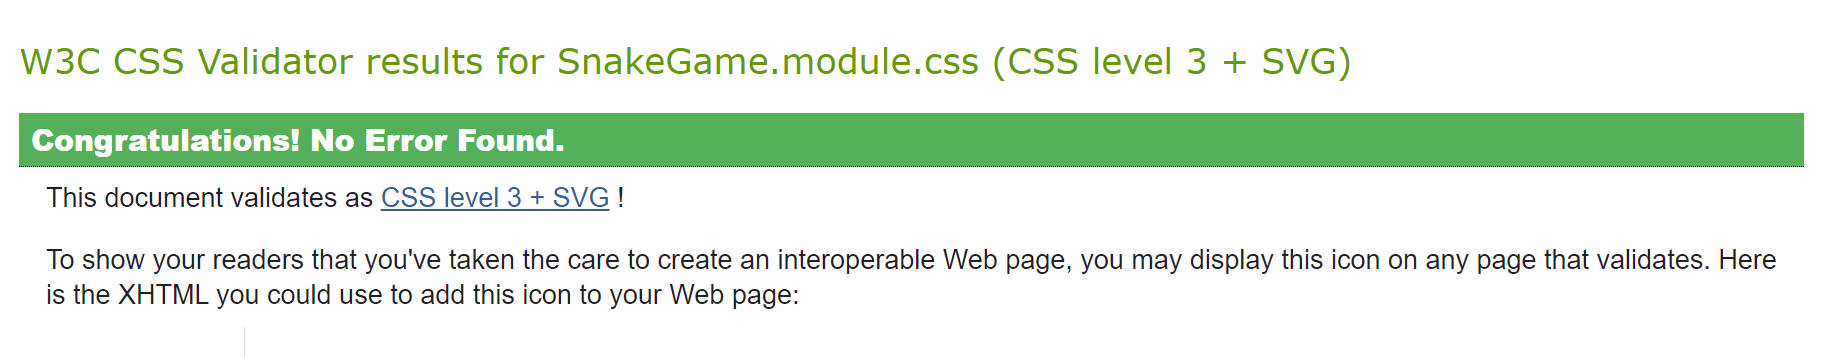 W3C CSS Validator results for SnakeGame.module.css (CSS level 3 + SVG)
Congratulations! No Error Found.
This document validates as CSS level 3 + SVG !
To show your readers that you've taken the care to create an interoperable Web page, you may display this icon on any page that validates. Here
is the XHTML you could use to add this icon to your Web page: